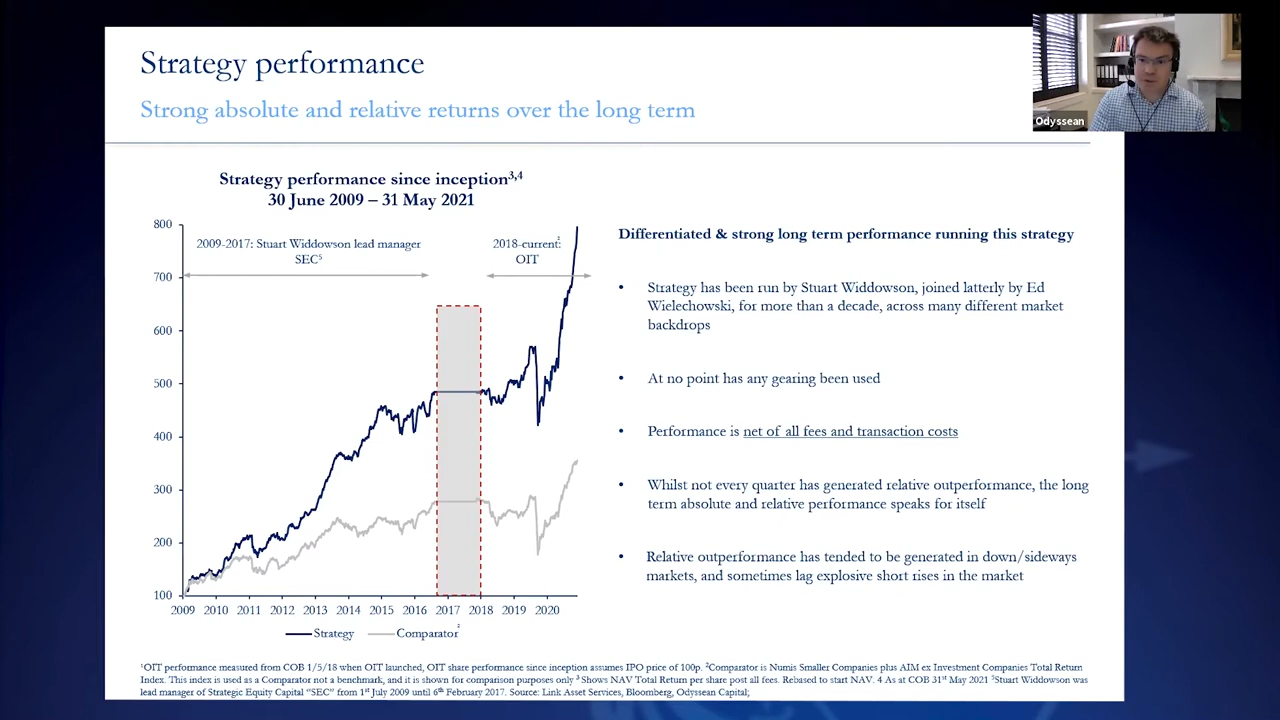 Strategy performance
Strong absolute and relative returns over the long term
Odyssean
Strategy performance since inception3,4
30 June 2009 – 31 May 2021
800
700
600
500
400
300
200
100
2009-2017: Stuart Widdowson lead manager
SEC5
2018-current:1
OIT
2009 2010 2011 2012 2013 2014 2015 2016 2017 2018 2019 2020
Strategy Comparator2
Differentiated & strong long term performance running this strategy
• Strategy has been run by Stuart Widdowson, joined latterly by Ed
Wielechowski, for more than a decade, across many different market
backdrops
• At no point has any gearing been used
• Performance is net of all fees and transaction costs
• Whilst not every quarter has generated relative outperformance, the long
term absolute and relative performance speaks for itself
• Relative outperformance has tended to be generated in down/sideways
markets, and sometimes lag explosive short rises in the market
1OIT performance measured from COB 1/5/18 when OIT launched, OIT share performance since inception assumes IPO price of 100p. 2Comparator is Numis Smaller Companies plus AIM ex Investment Companies Total Return
Index. This index is used as a Comparator not a benchmark, and it is shown for comparison purposes only 3 Shows NAV Total Return per share post all fees. Rebased to start NAV. 4 As at COB 31st May 2021 5Stuart Widdowson was
lead manager of Strategic Equity Capital “SEC” from 1st July 2009 until 6th February 2017. Source: Link Asset Services, Bloomberg, Odyssean Capital;